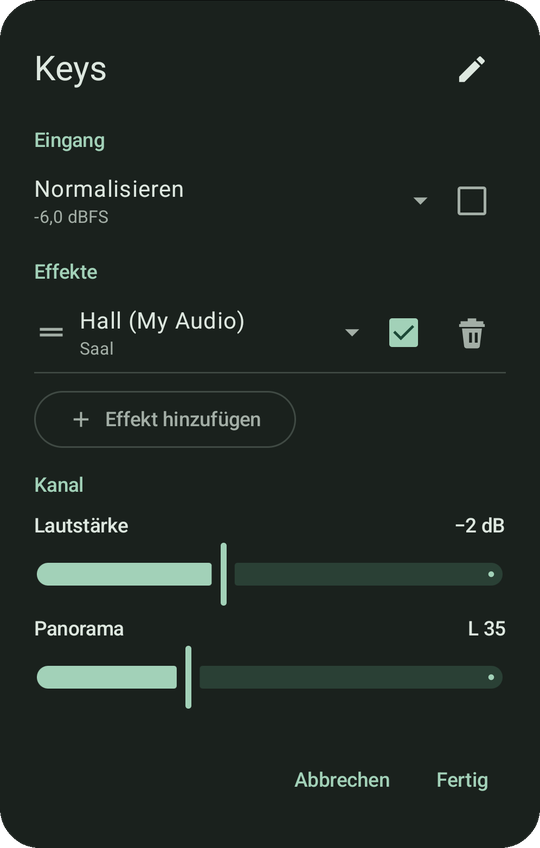 Keys
Eingang
Normalisieren
-6,0 dBFS
Effekte
Hall (My Audio)
Saal
Effekt hinzufügen
Kanal
Lautstärke −2 dB
Panorama L 35
Abbrechen Fertig